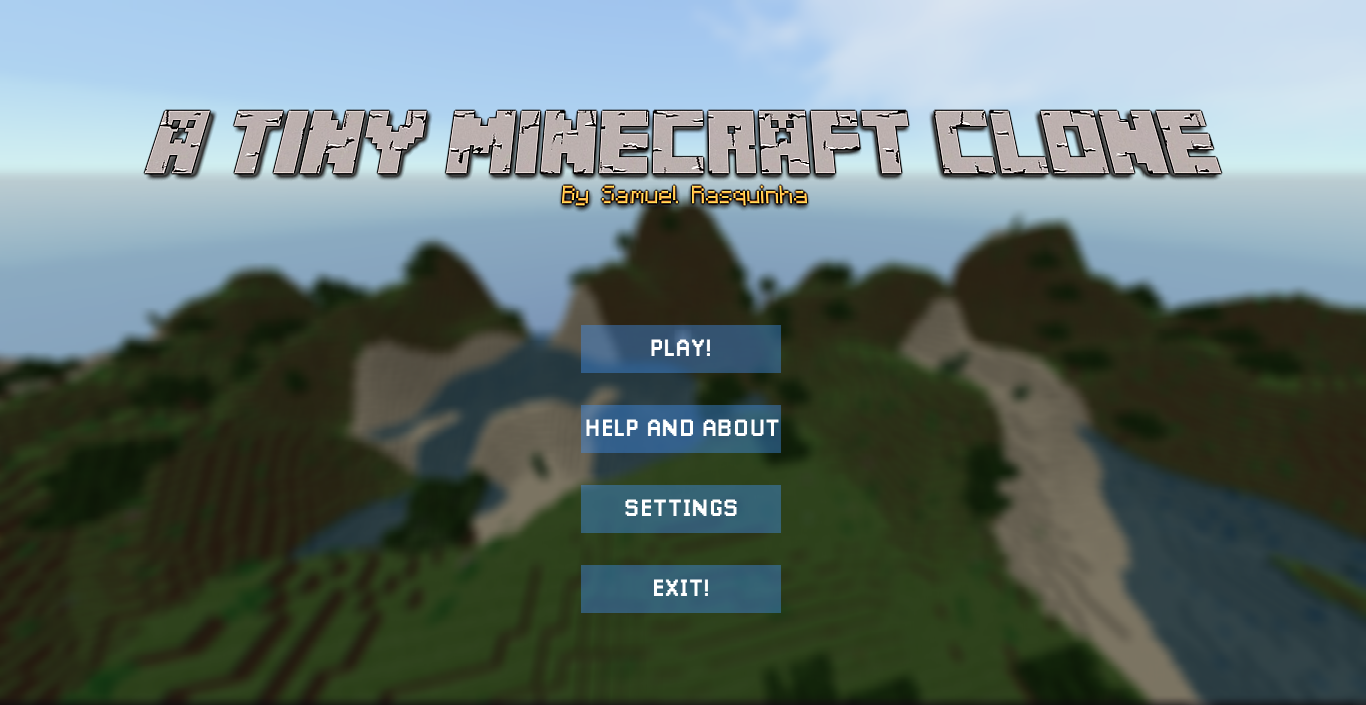 A TINY MINECRAFT CLONE
By Samuel Rasquinha
PLAY!
HELP AND ABOUT
SETTINGS
EXIT!